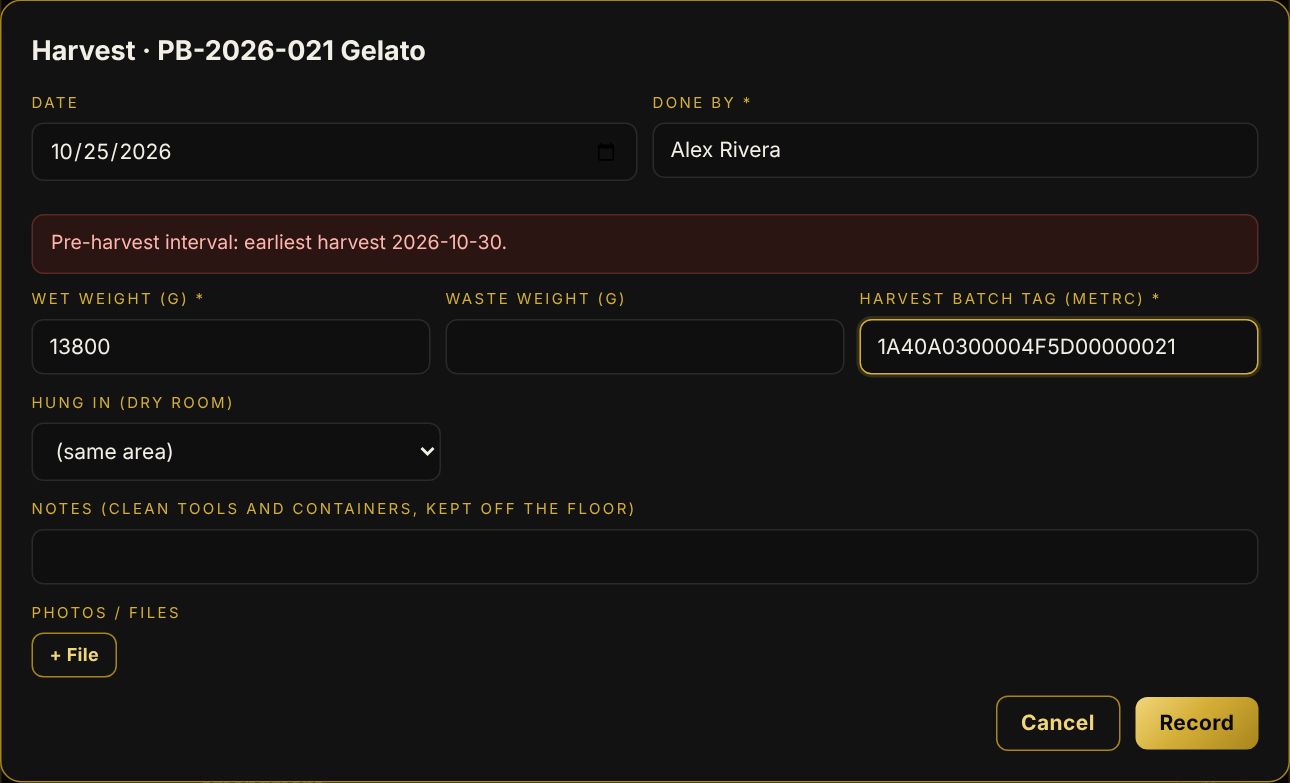 Harvest · PB-2026-021 Gelato
DATE
DONE BY *
10/25/2026
Alex Rivera
Pre-harvest interval: earliest harvest 2026-10-30.
WET WEIGHT (G) *
WASTE WEIGHT (G)
HARVEST BATCH TAG (METRC) *
13800
1A40A0300004F5D00000021
HUNG IN (DRY ROOM)
(same area)
NOTES (CLEAN TOOLS AND CONTAINERS, KEPT OFF THE FLOOR)
PHOTOS / FILES
+ File
Cancel
Record